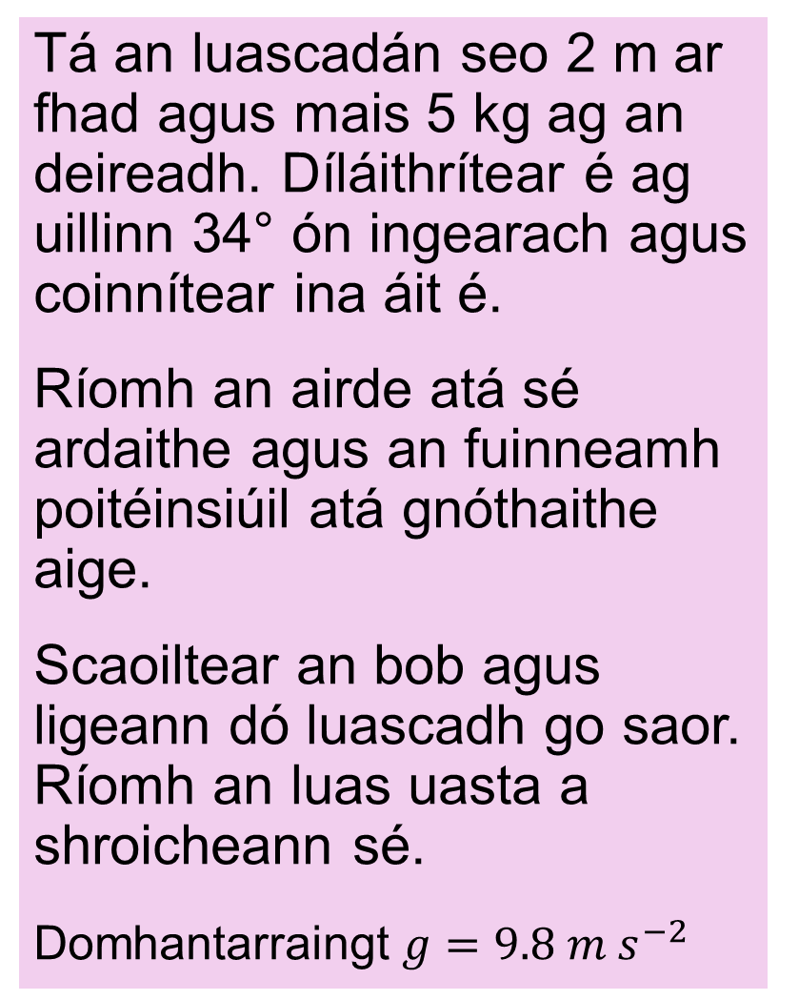 Tá an luascadán seo 2 m ar
fhad agus mais 5 kg ag an
deireadh. Díláithrítear é ag
uillinn 34° ón ingearach agus
coinnítear ina áit é.
Ríomh an airde atá sé
ardaithe agus an fuinneamh
poitéinsiúil atá gnóthaithe
aige.
Scaoiltear an bob agus
ligeann dó luascadh go saor.
Ríomh an luas uasta a
shroicheann sé.
Domhantarraingt g = 9.8 m s⁻²